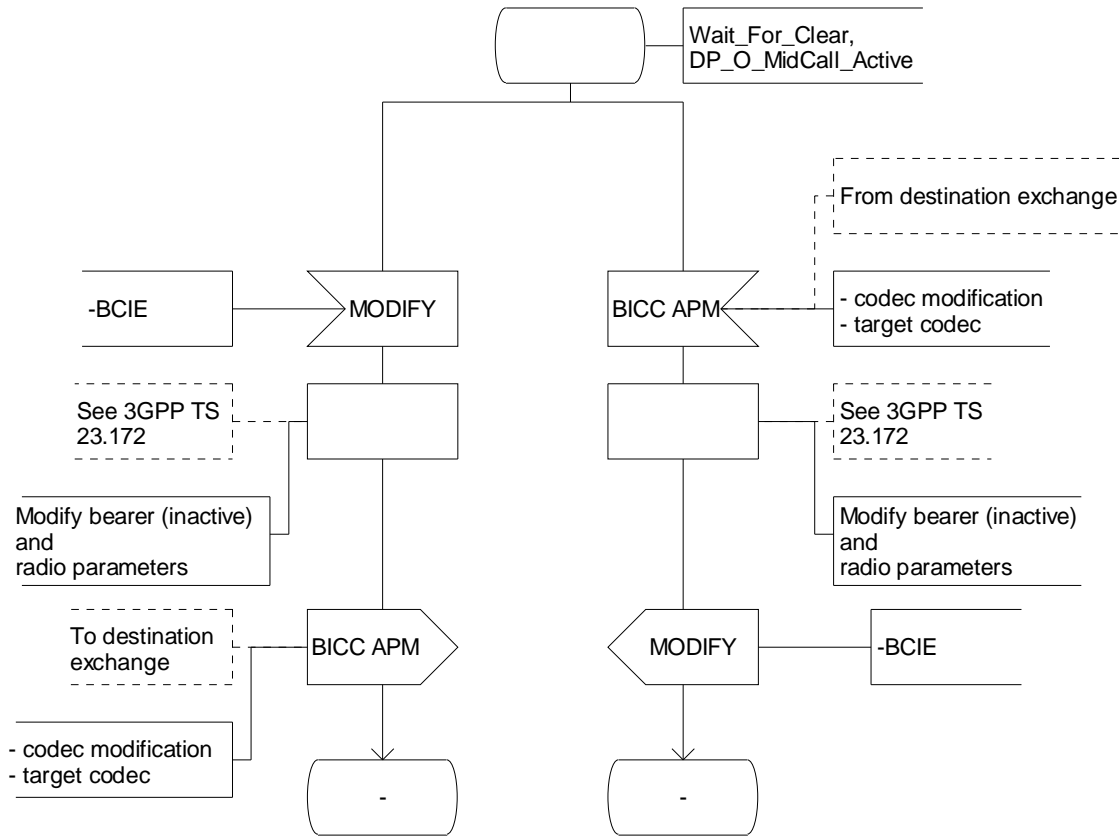 Wait_For_Clear,
DP_O_MidCall_Active
From destination exchange
-BCIE
MODIFY
BICC APM
- codec modification
- target codec
See 3GPP TS
23.172
See 3GPP TS
23.172
Modify bearer (inactive)
and
radio parameters
Modify bearer (inactive)
and
radio parameters
To destination
exchange
BICC APM
MODIFY
-BCIE
- codec modification
- target codec
-
-